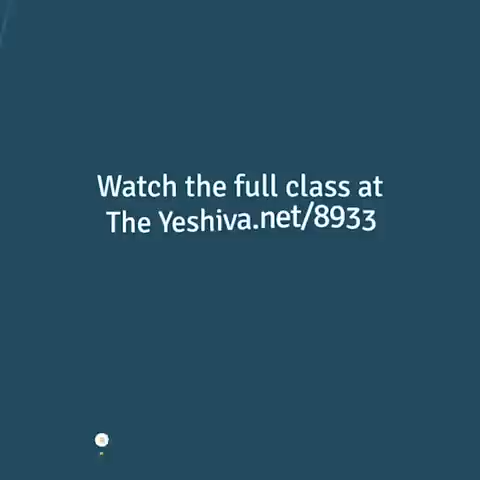 Watch the full class at
The Yeshiva.net/8933